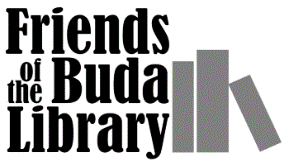 Friends
of the Buda
Library